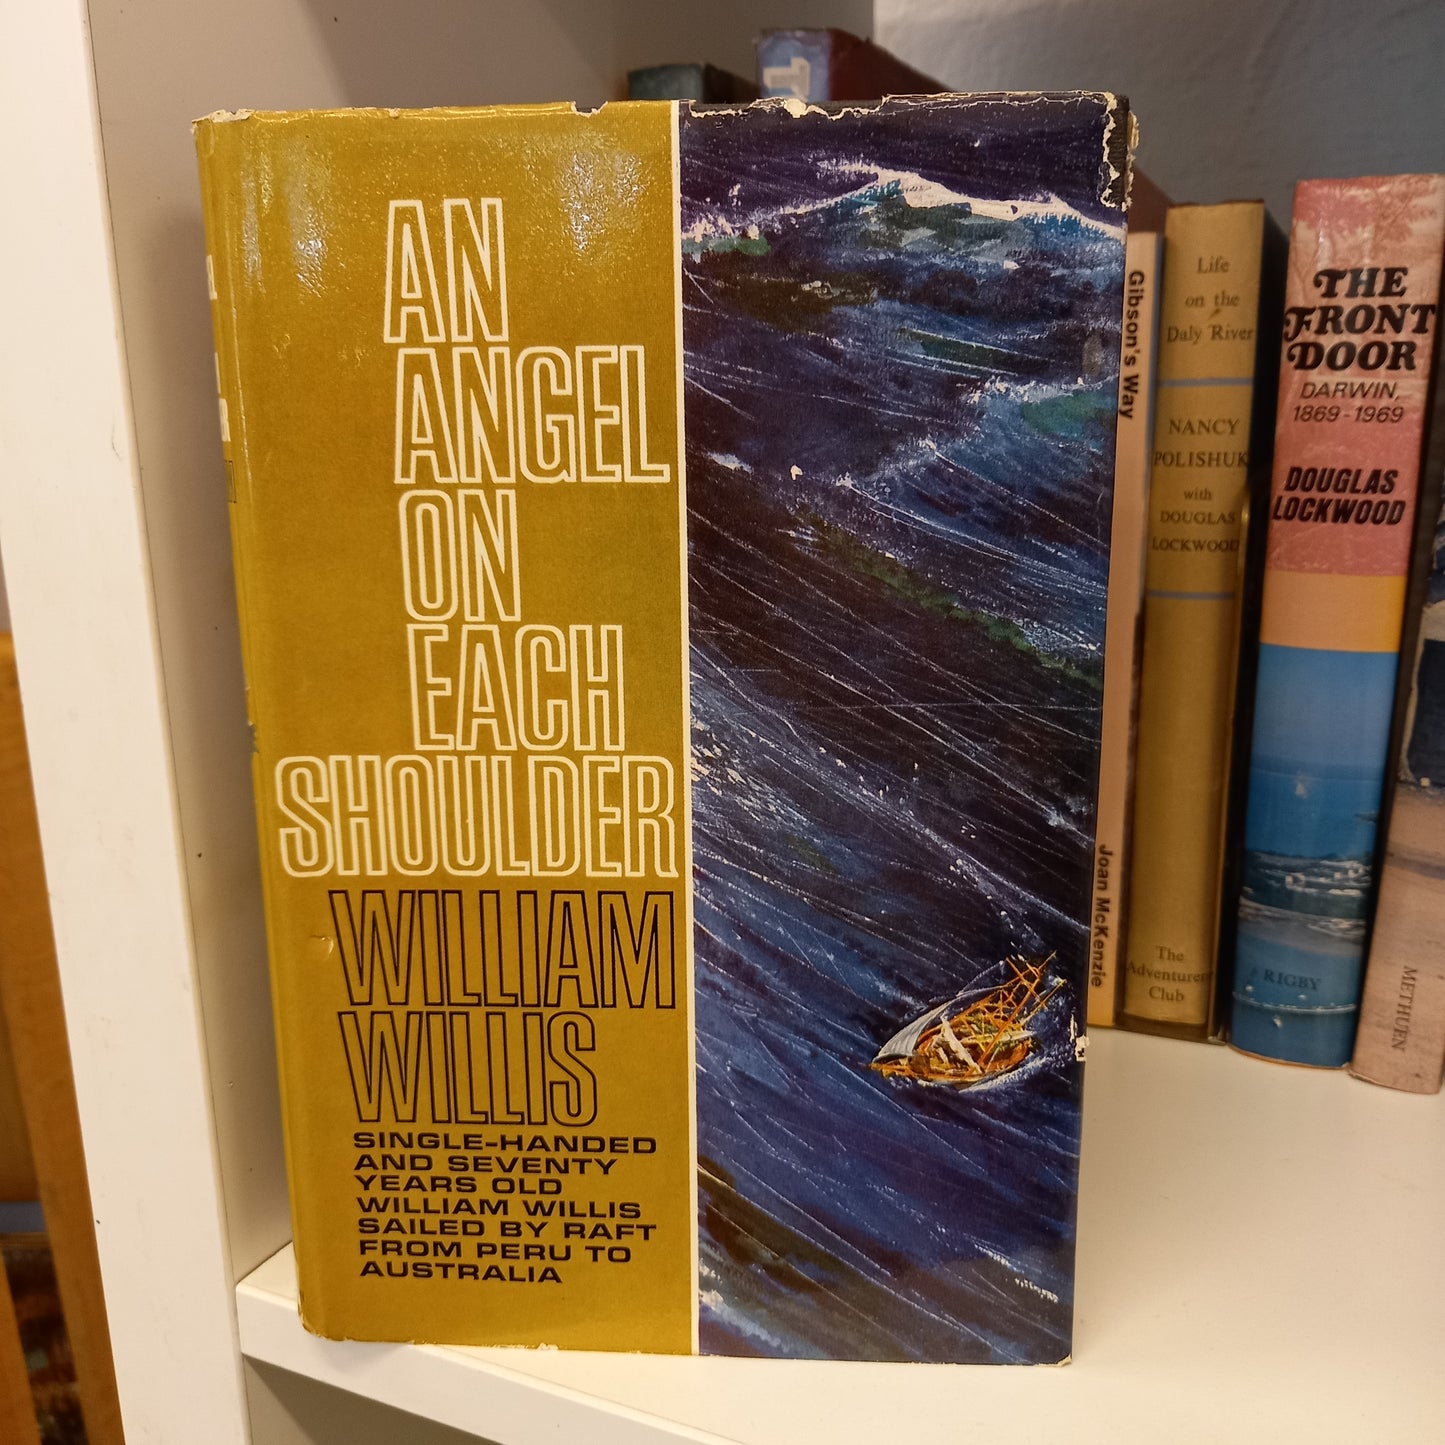 AN
ANGEL
ON
EACH
SHOULDER
WILLIAM
WILLIS
SINGLE-HANDED
AND SEVENTY
YEARS OLD
WILLIAM WILLIS
SAILED BY RAFT
FROM PERU TO
AUSTRALIA
Gibson's Way
Joan McKenzie
Life
on the
Daly River
NANCY
POLISHUK
with
DOUGLAS
LOCKWOOD
The
Adventurers
Club
THE
FRONT
DOOR
DARWIN,
1869-1969
DOUGLAS
LOCKWOOD
RIGBY
METHUEN